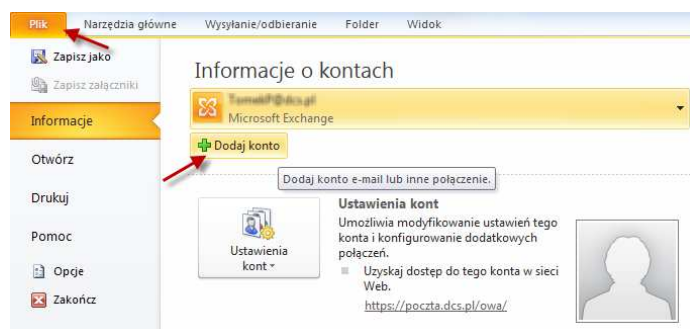 Plik Narzędzia główne Wysyłanie/odbieranie Folder Widok
Zapisz jako
Zapisz załączniki
Informacje
Otwórz
Drukuj
Pomoc
Opcje
Zakończ
Informacje o kontach
Microsoft Exchange
Dodaj konto
Dodaj konto e-mail lub inne połączenie.
Ustawienia
kont
Ustawienia kont
Umożliwia modyfikowanie ustawień tego
konta i konfigurowanie dodatkowych
połączeń.
Uzyskaj dostęp do tego konta w sieci
Web.
https://poczta.dcs.pl/owa/